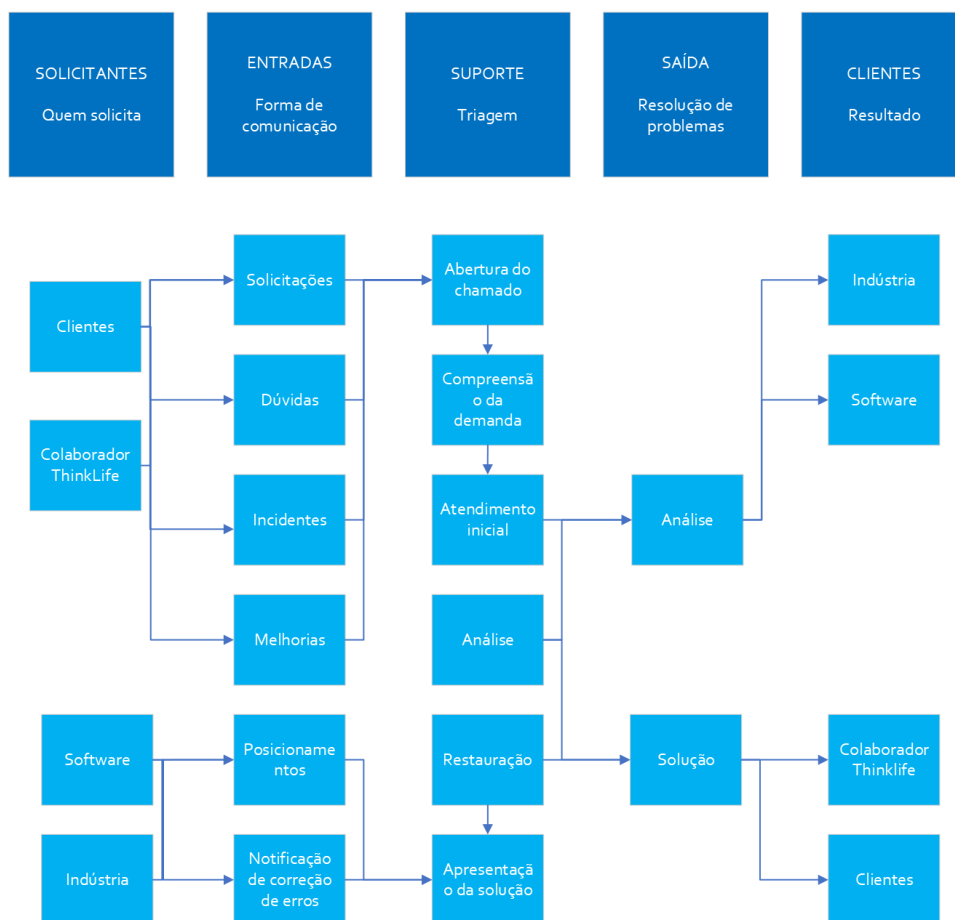 SOLICITANTES
Quem solicita
ENTRADAS
Forma de
comunicação
SUPORTE
Triagem
SAÍDA
Resolução de
problemas
CLIENTES
Resultado
Clientes
Colaborador
ThinkLife
Software
Indústria
Solicitações
Dúvidas
Incidentes
Melhorias
Posicioname
ntos
Notificação
de correção
de erros
Abertura do
chamado
Compreensã
o da
demanda
Atendimento
inicial
Análise
Restauração
Apresentaçã
o da solução
Análise
Solução
Indústria
Software
Colaborador
Thinklife
Clientes